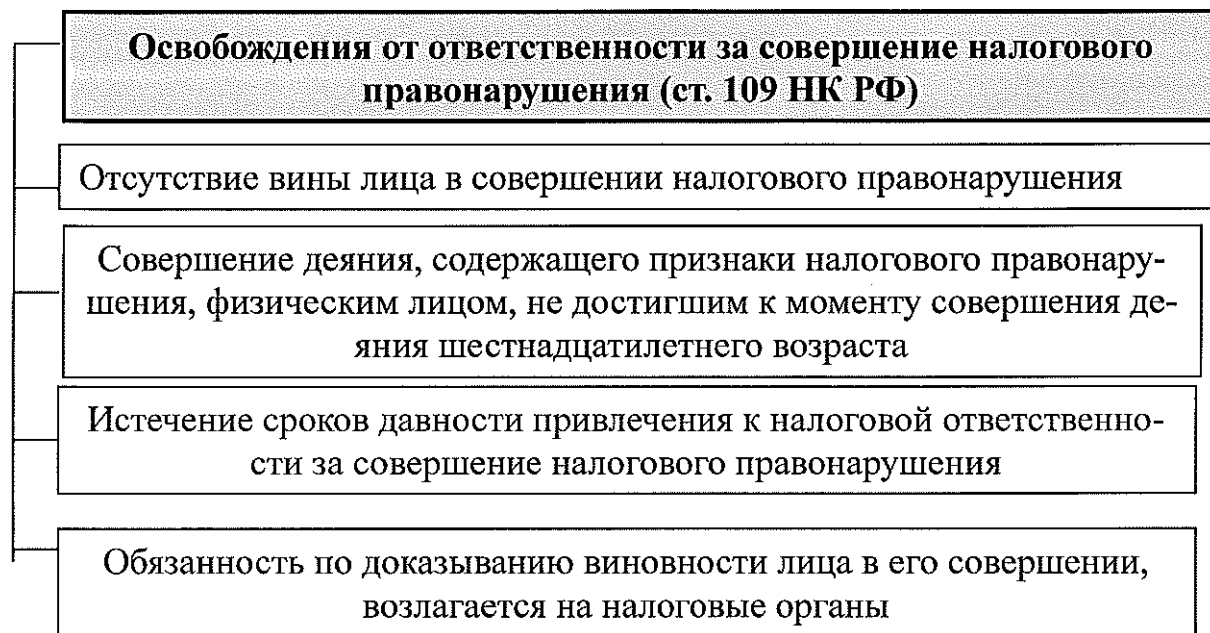 Освобождения от ответственности за совершение налогового
правонарушения (ст. 109 НК РФ)
Отсутствие вины лица в совершении налогового правонарушения
Совершение деяния, содержащего признаки налогового правонару-
шения, физическим лицом, не достигшим к моменту совершения де-
яния шестнадцатилетнего возраста
Истечение сроков давности привлечения к налоговой ответственно-
сти за совершение налогового правонарушения
Обязанность по доказыванию виновности лица в его совершении,
возлагается на налоговые органы